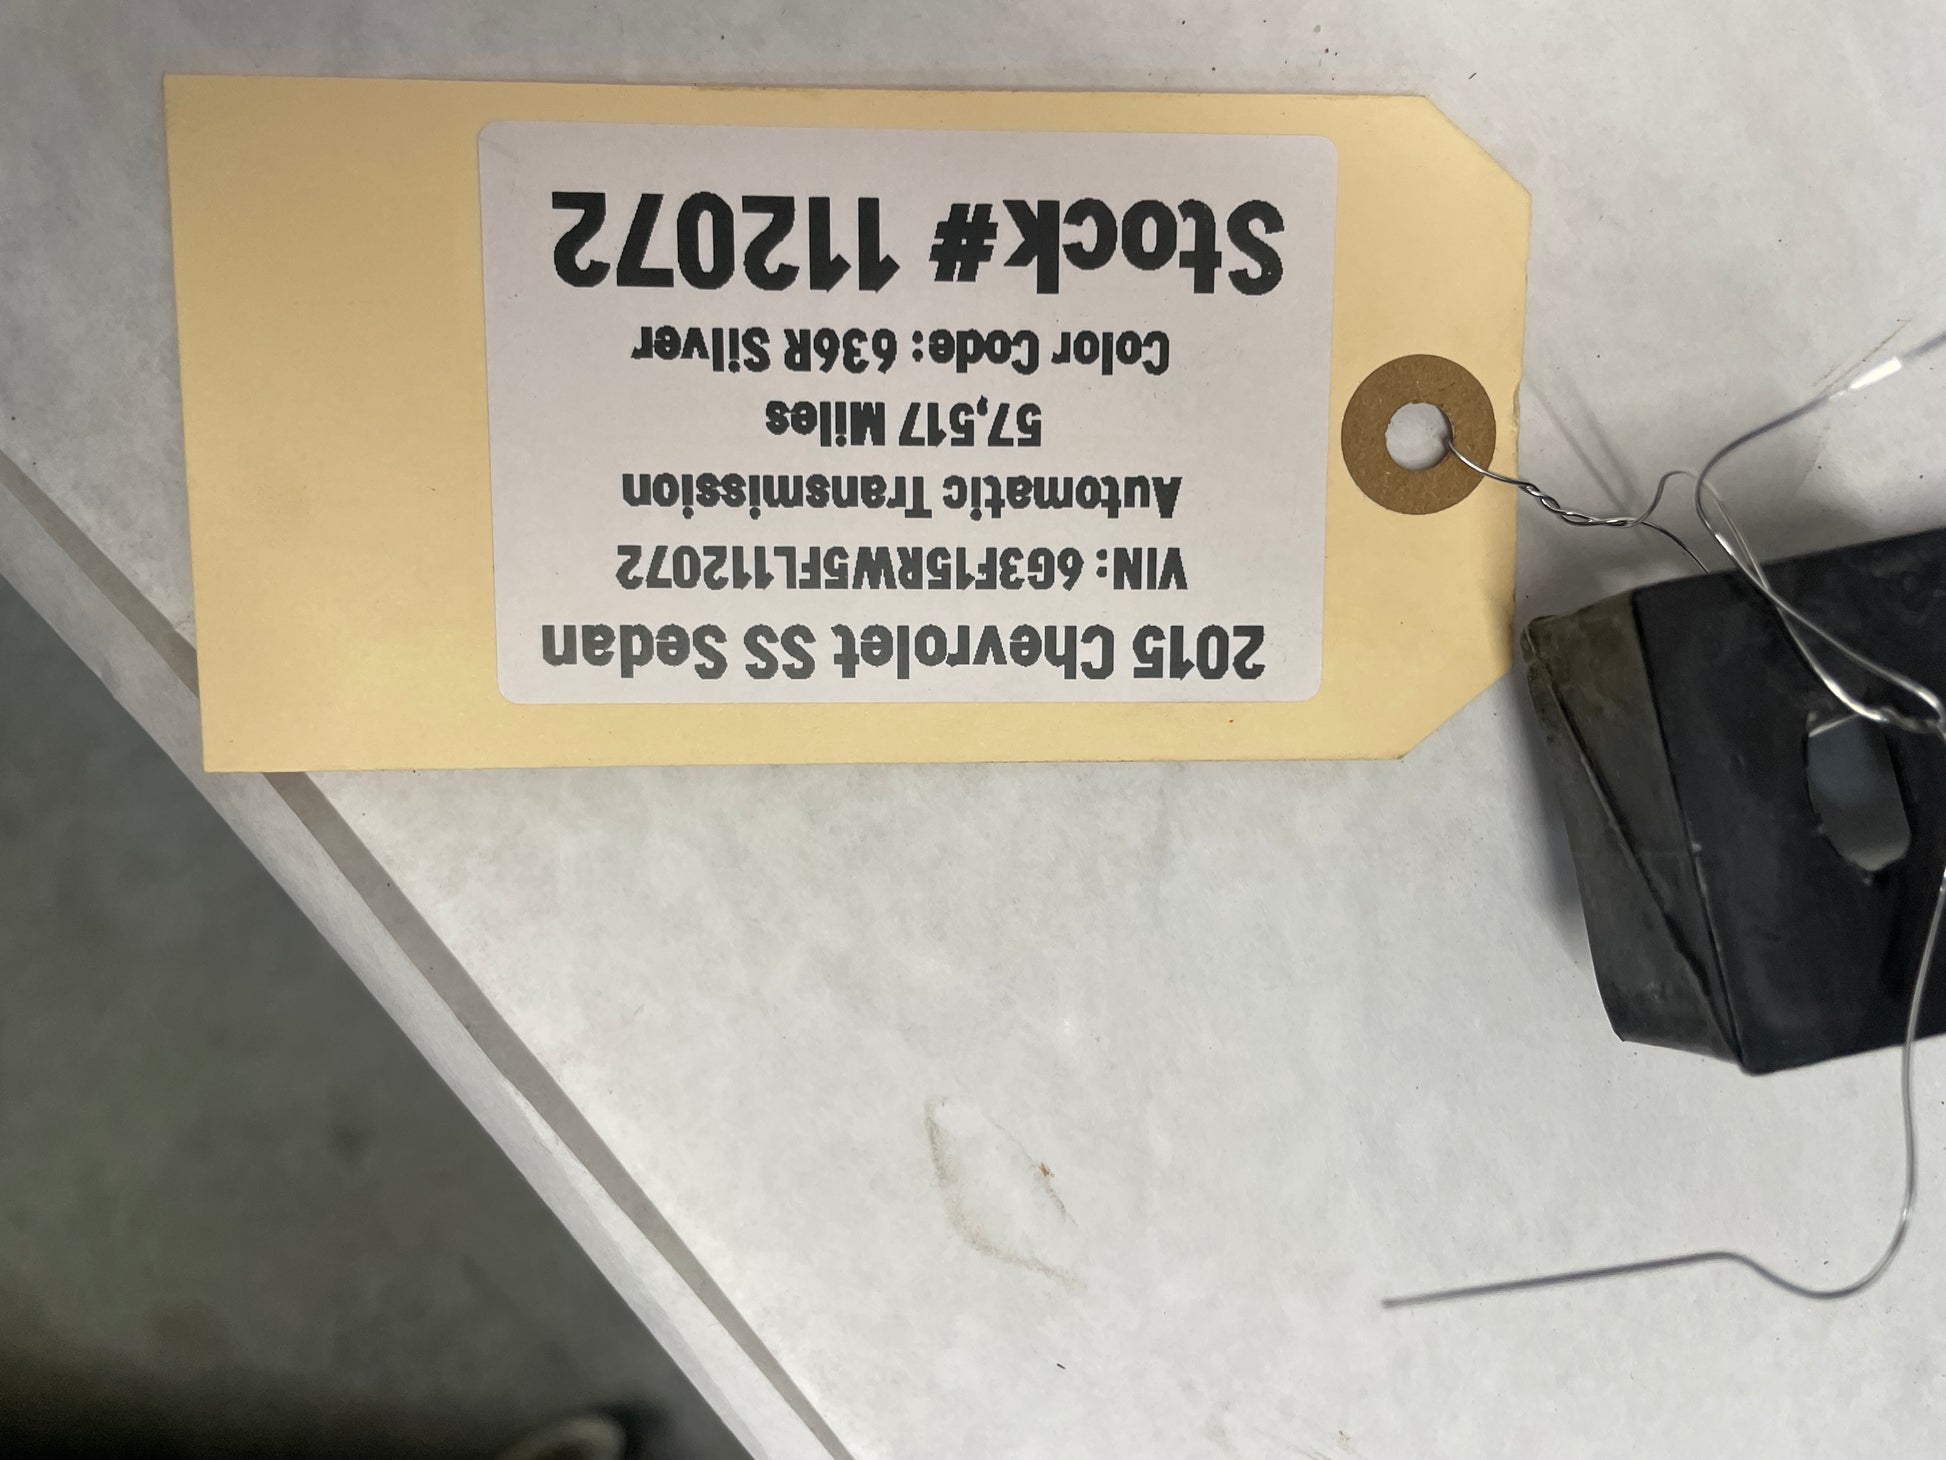 2015 Chevrolet SS Sedan
VIN: 6G3F15RW5FL112072
Automatic Transmission
57,517 Miles
Color Code: 636R Silver
Stock# 112072